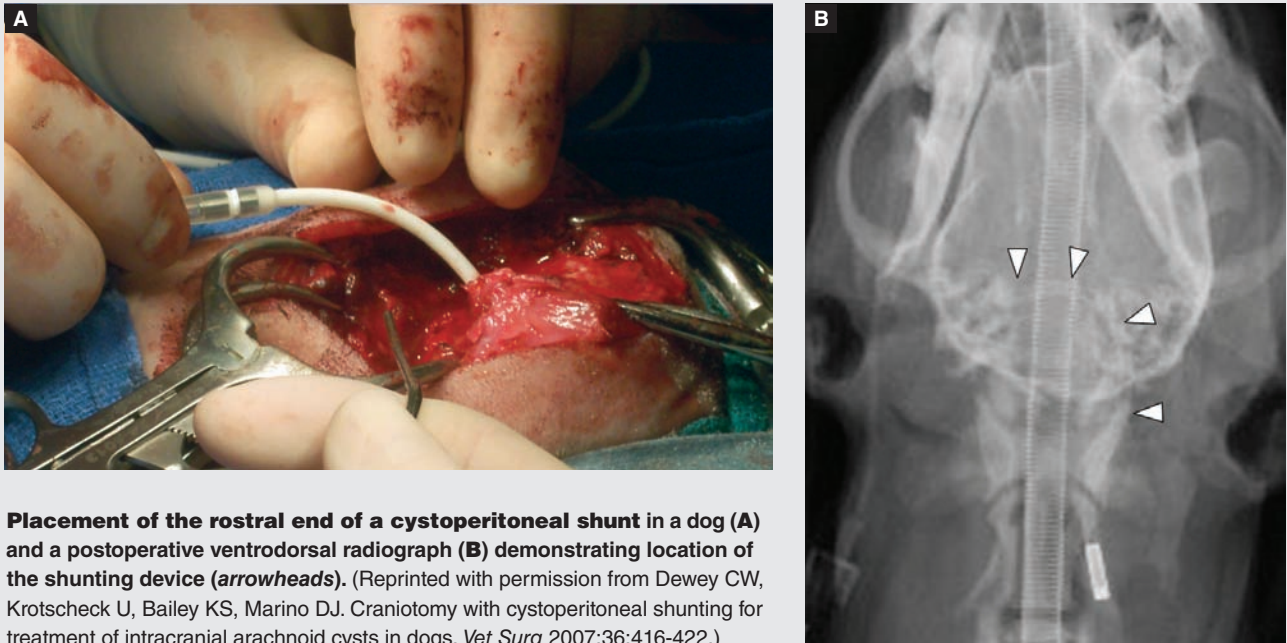 A
B
Placement of the rostral end of a cystoperitoneal shunt in a dog (A)
and a postoperative ventrodorsal radiograph (B) demonstrating location of
the shunting device (arrowheads). (Reprinted with permission from Dewey CW,
Krotscheck U, Bailey KS, Marino DJ. Craniotomy with cystoperitoneal shunting for
treatment of intracranial arachnoid cysts in dogs. Vet Surg 2007;36:416-422.)